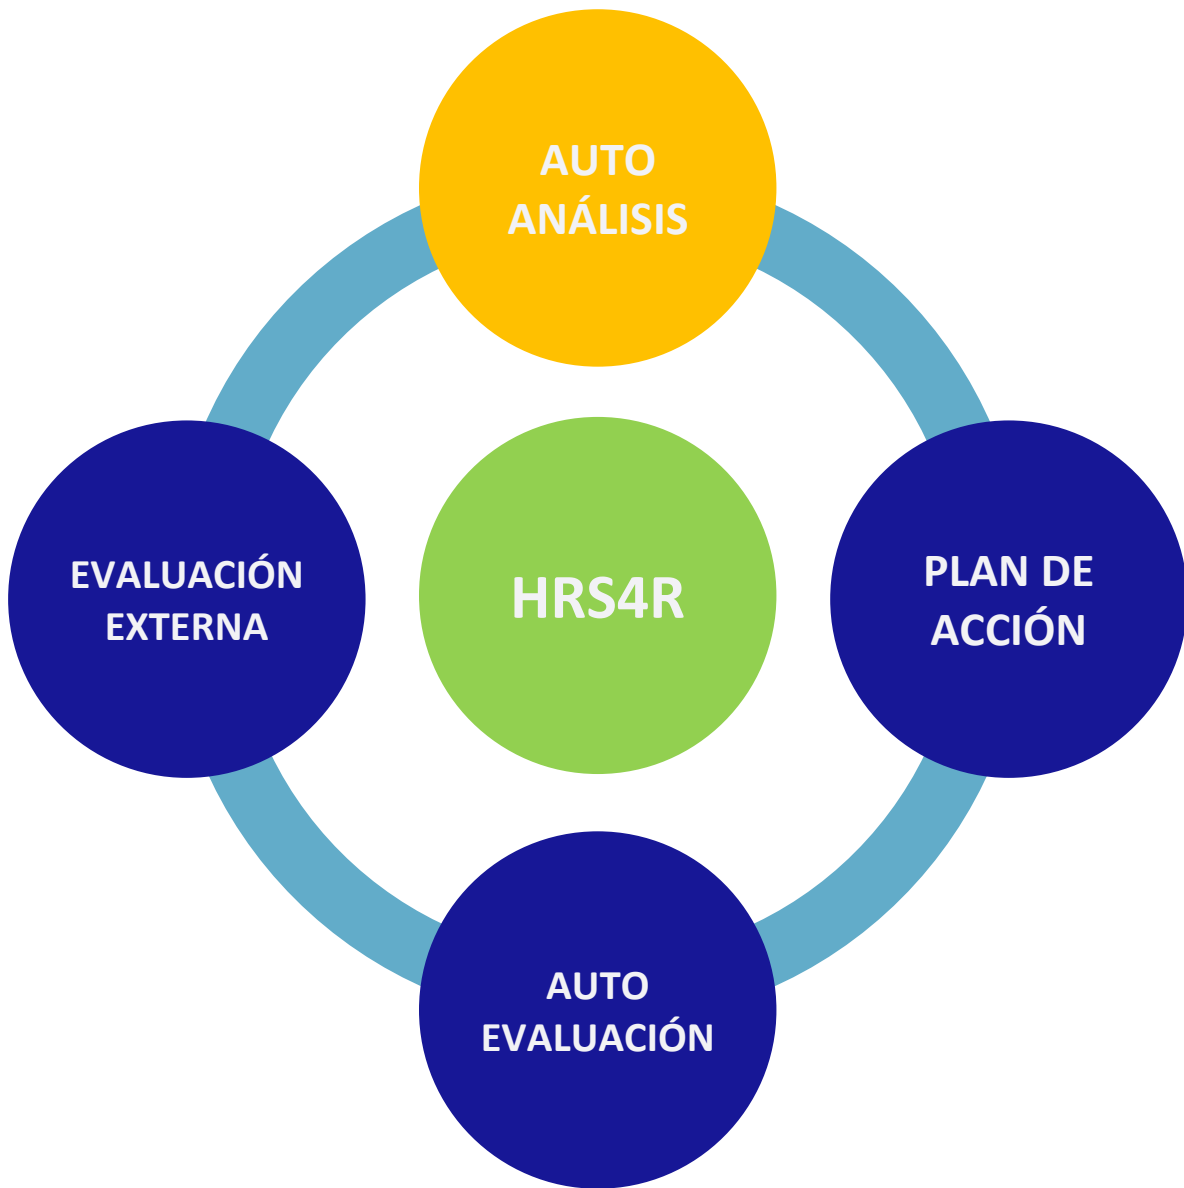 AUTO
ANÁLISIS
EVALUACIÓN
EXTERNA
HRS4R
PLAN DE
ACCIÓN
AUTO
EVALUACIÓN